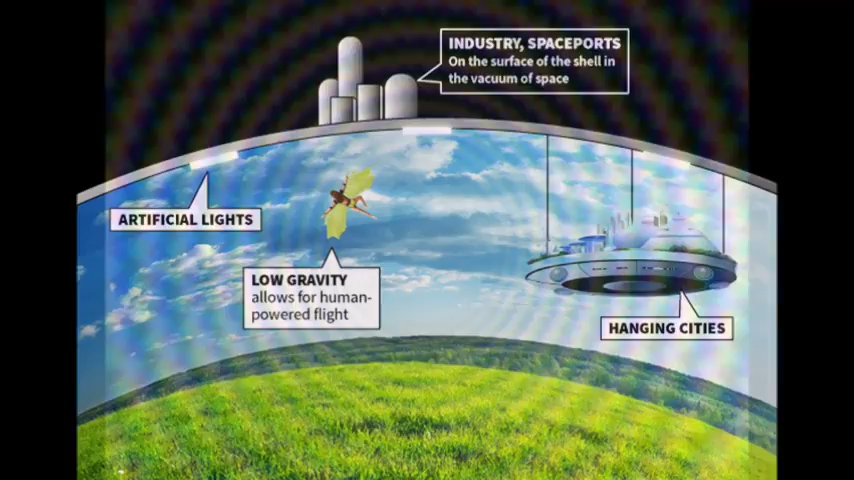 INDUSTRY, SPACEPORTS
On the surface of the shell in
the vacuum of space
ARTIFICIAL LIGHTS
LOW GRAVITY
allows for human-
powered flight
HANGING CITIES